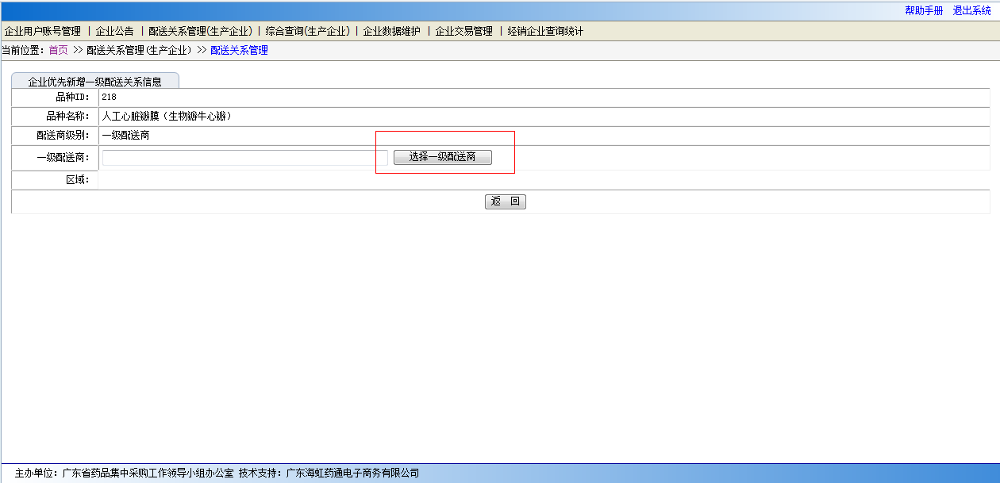 帮助手册 退出系统
企业用户账号管理 | 企业公告 | 配送关系管理(生产企业) | 综合查询(生产企业) | 企业数据维护 | 企业交易管理 | 经销企业查询统计
当前位置: 首页 >> 配送关系管理(生产企业) >> 配送关系管理
企业优先新增一级配送关系信息
品种ID: 218
品种名称: 人工心脏瓣膜（生物瓣牛心瓣）
配送商级别: 一级配送商
一级配送商: 选择一级配送商
区域:
返 回
主办单位: 广东省药品集中采购工作领导小组办公室 技术支持: 广东海虹药通电子商务有限公司